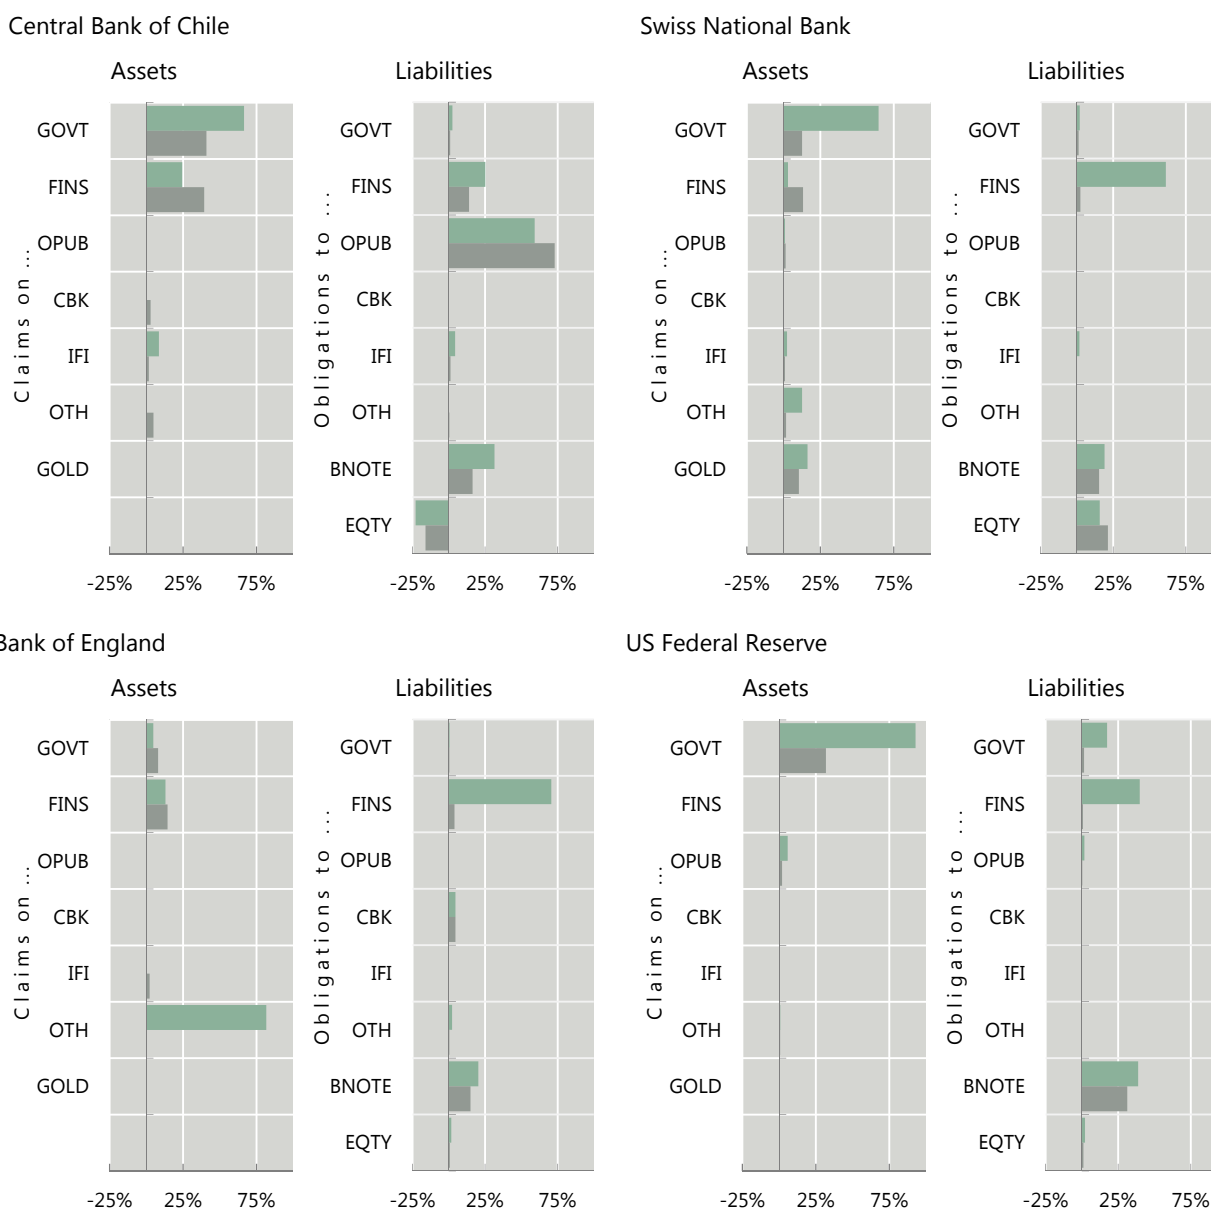 Central Bank of Chile
Assets
Liabilities
Claims on ...
GOVT
FINS
OPUB
CBK
IFI
OTH
GOLD
-25% 25% 75%
Obligations to ...
GOVT
FINS
OPUB
CBK
IFI
OTH
BNOTE
EQTY
-25% 25% 75%
Swiss National Bank
Assets
Liabilities
Claims on ...
GOVT
FINS
OPUB
CBK
IFI
OTH
GOLD
-25% 25% 75%
Obligations to ...
GOVT
FINS
OPUB
CBK
IFI
OTH
BNOTE
EQTY
-25% 25% 75%
Bank of England
Assets
Liabilities
Claims on ...
GOVT
FINS
OPUB
CBK
IFI
OTH
GOLD
-25% 25% 75%
Obligations to ...
GOVT
FINS
OPUB
CBK
IFI
OTH
BNOTE
EQTY
-25% 25% 75%
US Federal Reserve
Assets
Liabilities
Claims on ...
GOVT
FINS
OPUB
CBK
IFI
OTH
GOLD
-25% 25% 75%
Obligations to ...
GOVT
FINS
OPUB
CBK
IFI
OTH
BNOTE
EQTY
-25% 25% 75%